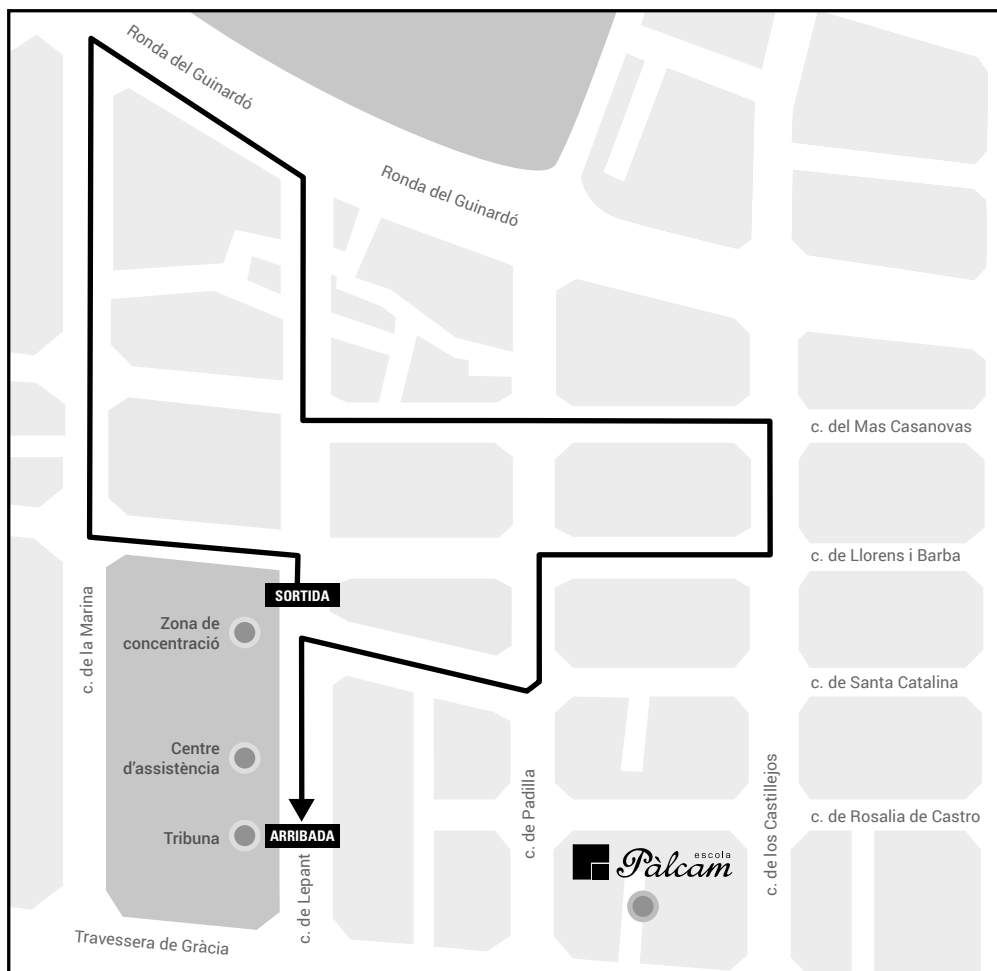 Ronda del Guinardó
Ronda del Guinardó
c. del Mas Casanovas
c. de Llorens i Barba
SORTIDA
Zona de
concentració
c. de la Marina
c. de Santa Catalina
Centre
d'assistència
c. de Padilla
c. de los Castillejos
c. de Rosalia de Castro
Tribuna
ARRIBADA
c. de Lepant
escola
Pàlcam
Travessera de Gràcia